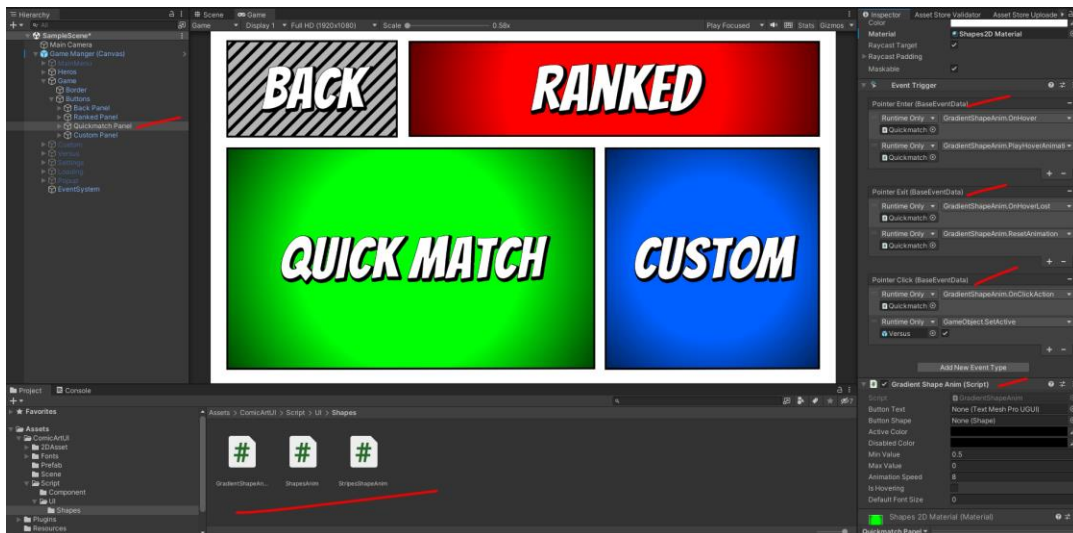 Hierarchy
All
SampleScene*
Main Camera
Game Manger (Canvas)
MainMenu
Heros
Game
Border
Buttons
Back Panel
Ranked Panel
Quickmatch Panel
Custom Panel
Custom
Versus
Settings
Loading
Popup
EventSystem
Scene
Game
Game
Display 1
Full HD (1920x1080)
Scale
0.58x
Play Focused
Stats
Gizmos
BACK
RANKED
QUICK MATCH
CUSTOM
Inspector
Asset Store Validator
Asset Store Uploade
Color
Material
Shapes2D Material
Raycast Target
Raycast Padding
Maskable
Event Trigger
Pointer Enter (BaseEventData)
Runtime Only
GradientShapeAnim.OnHover
Quickmatch
GradientShapeAnim.PlayHoverAnimati
Quickmatch
Pointer Exit (BaseEventData)
Runtime Only
GradientShapeAnim.OnHoverLost
Quickmatch
Runtime Only
GradientShapeAnim.ResetAnimation
Quickmatch
Pointer Click (BaseEventData)
Runtime Only
GradientShapeAnim.OnClickAction
Quickmatch
Runtime Only
GameObject.SetActive
Versus
Add New Event Type
Gradient Shape Anim (Script)
Script
GradientShapeAnim
Button Text
None (Text Mesh Pro UGUI)
Button Shape
None (Shape)
Active Color
Disabled Color
Min Value
0.5
Max Value
0
Animation Speed
8
Is Hovering
Default Font Size
0
Shapes 2D Material (Material)
Quickmatch Panel
Project
Console
Favorites
Assets
ComicArtUI
2DAsset
Fonts
Prefab
Scene
Script
Component
UI
Shapes
Plugins
Resources
Assets > ComicArtUI > Script > UI > Shapes
GradientShapeAn...
ShapesAnim
StripesShapeAnim